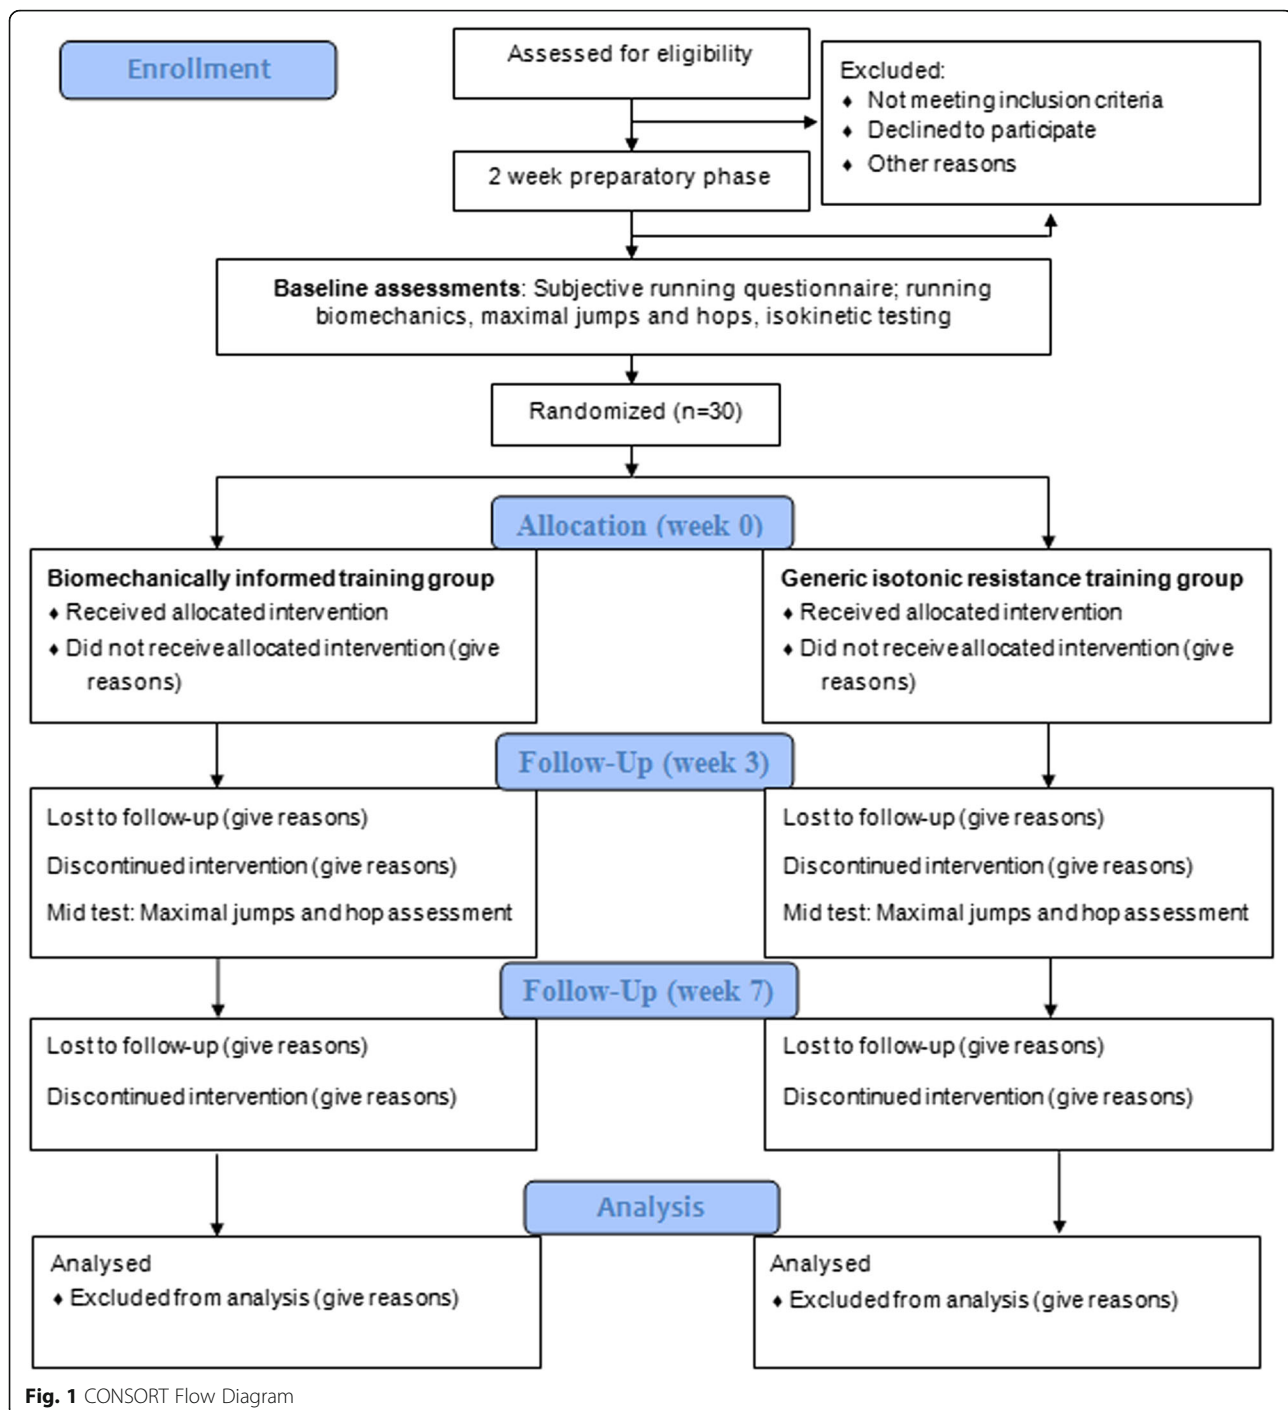 Enrollment
Assessed for eligibility
Excluded:
♦ Not meeting inclusion criteria
♦ Declined to participate
♦ Other reasons
2 week preparatory phase
Baseline assessments: Subjective running questionnaire; running
biomechanics, maximal jumps and hops, isokinetic testing
Randomized (n=30)
Allocation (week 0)
Biomechanically informed training group
♦ Received allocated intervention
♦ Did not receive allocated intervention (give
reasons)
Generic isotonic resistance training group
♦ Received allocated intervention
♦ Did not receive allocated intervention (give
reasons)
Follow-Up (week 3)
Lost to follow-up (give reasons)
Discontinued intervention (give reasons)
Mid test: Maximal jumps and hop assessment
Lost to follow-up (give reasons)
Discontinued intervention (give reasons)
Mid test: Maximal jumps and hop assessment
Follow-Up (week 7)
Lost to follow-up (give reasons)
Discontinued intervention (give reasons)
Lost to follow-up (give reasons)
Discontinued intervention (give reasons)
Analysis
Analysed
♦ Excluded from analysis (give reasons)
Analysed
♦ Excluded from analysis (give reasons)
Fig. 1 CONSORT Flow Diagram